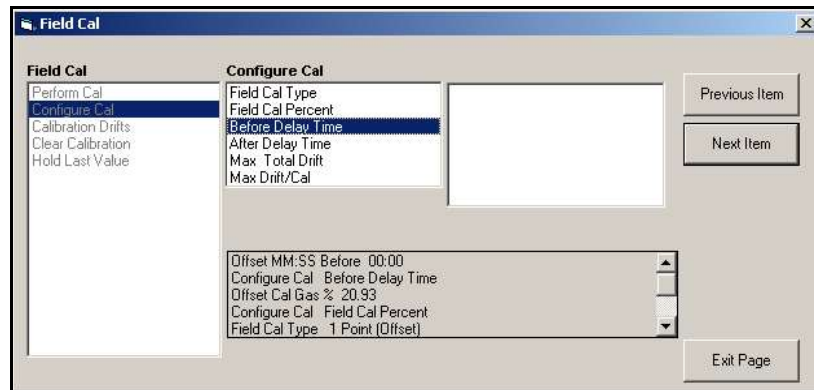 Field Cal
Field Cal
Perform Cal
Configure Cal
Calibration Drifts
Clear Calibration
Hold Last Value
Configure Cal
Field Cal Type
Field Cal Percent
Before Delay Time
After Delay Time
Max Total Drift
Max Drift/Cal
Previous Item
Next Item
Offset MM:SS Before 00:00
Configure Cal Before Delay Time
Offset Cal Gas % 20.93
Configure Cal Field Cal Percent
Field Cal Type 1 Point (Offset)
Exit Page